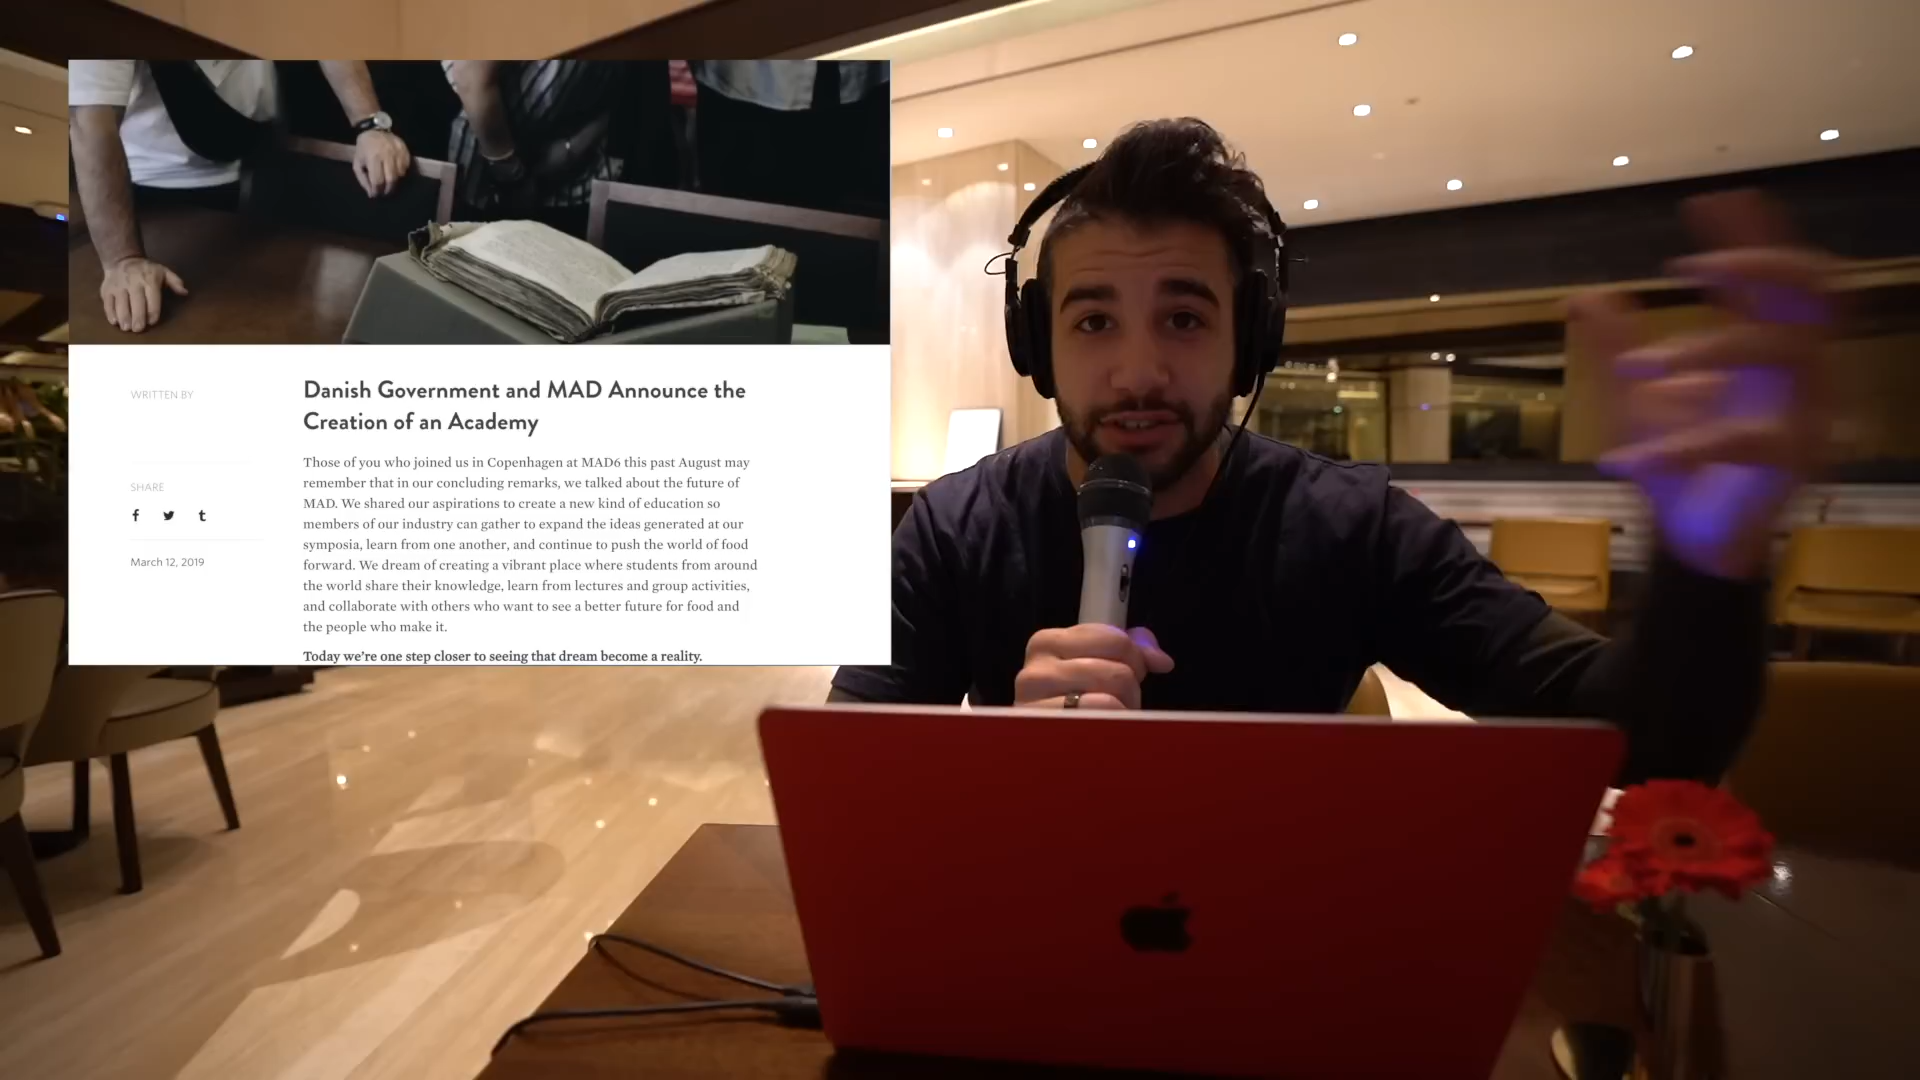 WRITTEN BY
SHARE
March 12, 2019
Danish Government and MAD Announce the
Creation of an Academy
Those of you who joined us in Copenhagen at MAD6 this past August may
remember that in our concluding remarks, we talked about the future of
MAD. We shared our aspirations to create a new kind of education so
members of our industry can gather to expand the ideas generated at our
symposia, learn from one another, and continue to push the world of food
forward. We dream of creating a vibrant place where students from around
the world share their knowledge, learn from lectures and group activities,
and collaborate with others who want to see a better future for food and
the people who make it.
Today we're one step closer to seeing that dream become a reality.